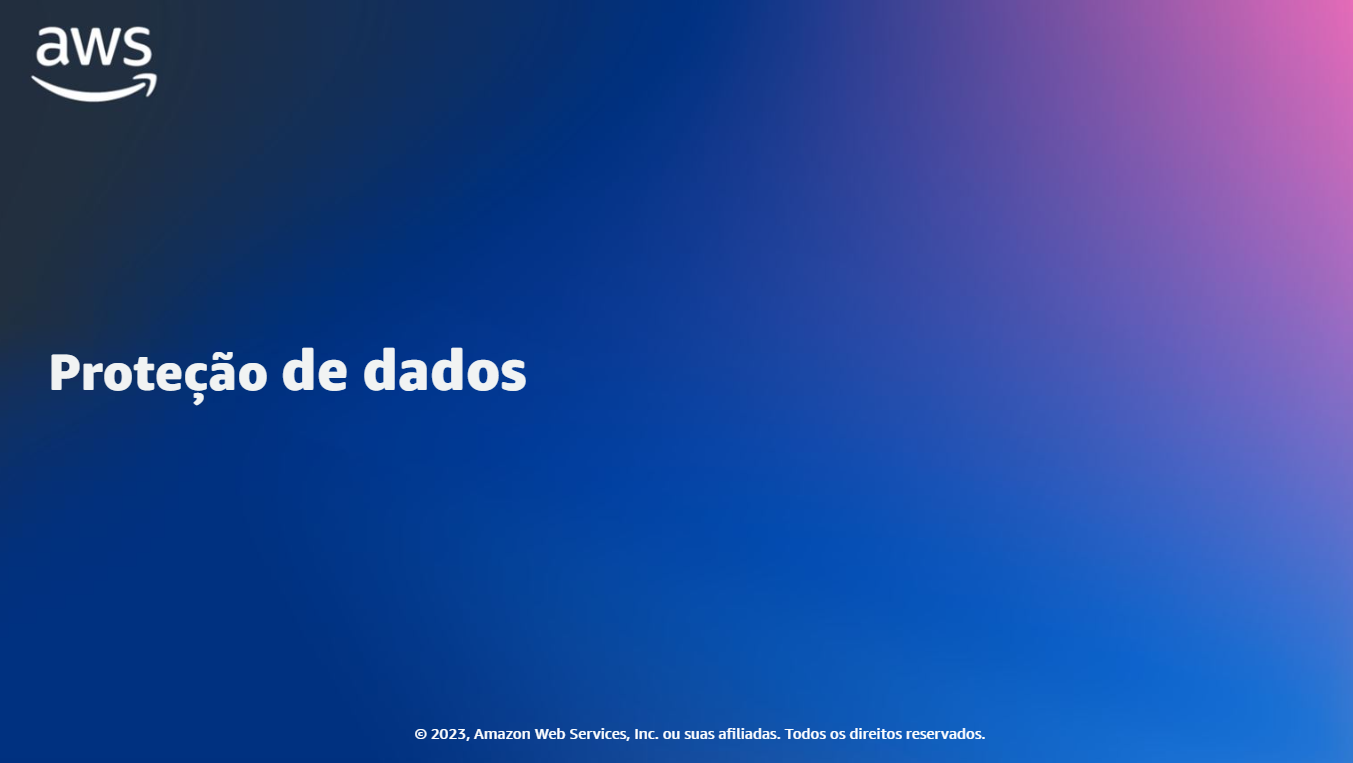 aws
Proteção de dados
© 2023, Amazon Web Services, Inc. ou suas afiliadas. Todos os direitos reservados.